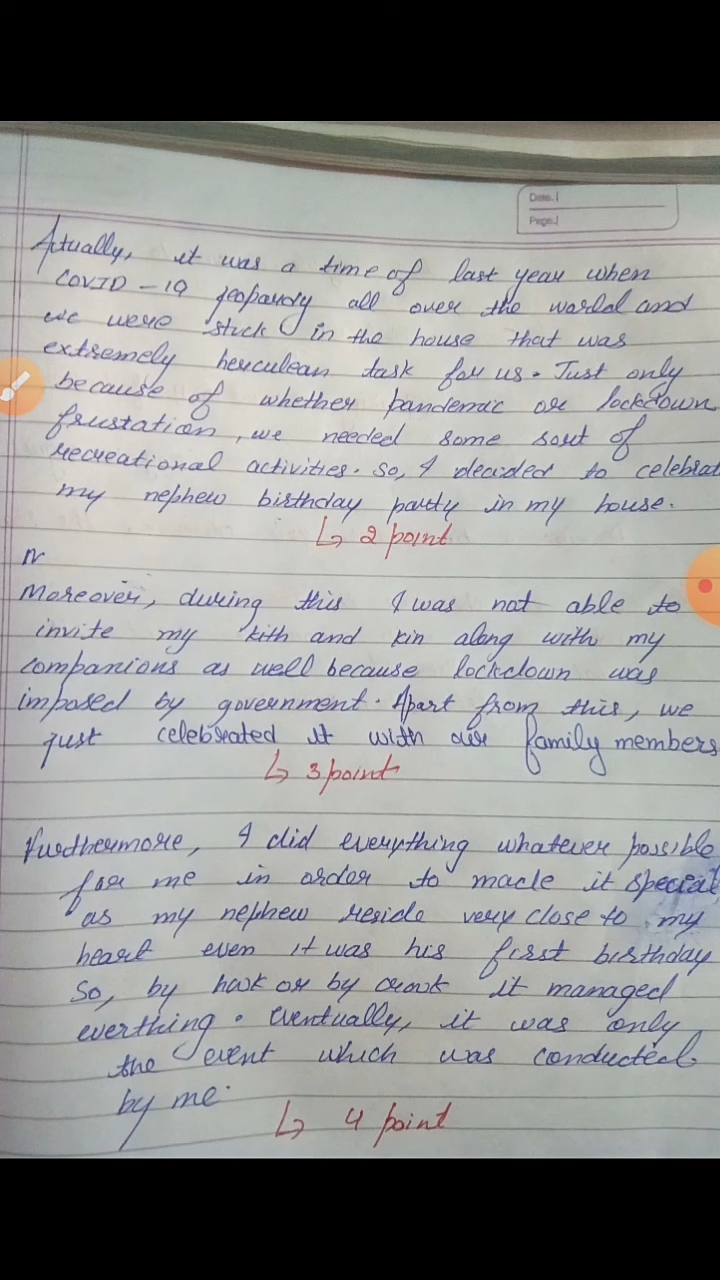 Date.
Page.
Actually, it was a time of last year when
COVID-19 jeopardy all over the world and
we were stuck in the house that was
extremely herculean task for us. Just only
because of whether pandemic or lockdown
frustation, we needed some sort of
recreational activities. So, I decided to celebrat
my nephew birthday party in my house.
↳ 2 point
N
Moreover, during this I was not able to
invite my kith and kin along with my
companions as well because lockdown was
imposed by government. Apart from this, we
just celebrated it with our family members
↳ 3 point
Furthermore, I did everything whatever possible
for me in order to made it special
as my nephew reside very close to my
heart even it was his first birthday
So, by hook or by crook it managed
everthing. Eventually, it was only
the event which was conducted
by me.
↳ 4 point